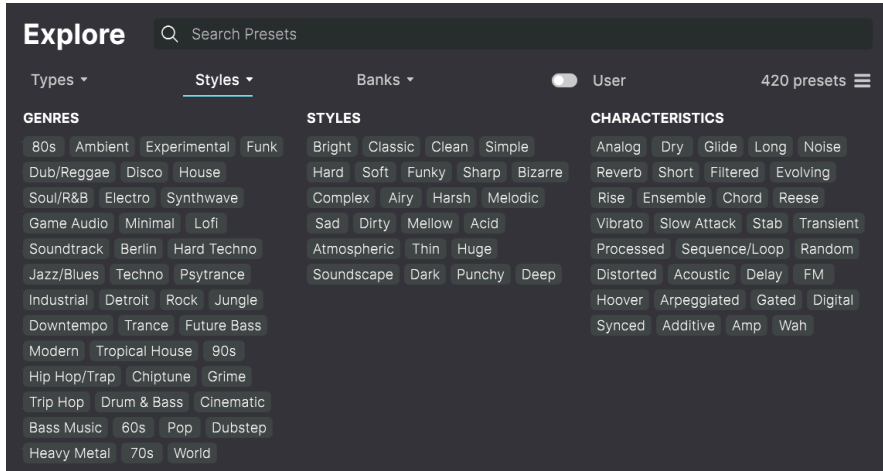 Explore Search Presets
Types Styles Banks User 420 presets
GENRES
80s Ambient Experimental Funk
Dub/Reggae Disco House
Soul/R&B Electro Synthwave
Game Audio Minimal Lofi
Soundtrack Berlin Hard Techno
Jazz/Blues Techno Psytrance
Industrial Detroit Rock Jungle
Downtempo Trance Future Bass
Modern Tropical House 90s
Hip Hop/Trap Chiptune Grime
Trip Hop Drum & Bass Cinematic
Bass Music 60s Pop Dubstep
Heavy Metal 70s World
STYLES
Bright Classic Clean Simple
Hard Soft Funky Sharp Bizarre
Complex Airy Harsh Melodic
Sad Dirty Mellow Acid
Atmospheric Thin Huge
Soundscape Dark Punchy Deep
CHARACTERISTICS
Analog Dry Glide Long Noise
Reverb Short Filtered Evolving
Rise Ensemble Chord Reese
Vibrato Slow Attack Stab Transient
Processed Sequence/Loop Random
Distorted Acoustic Delay FM
Hoover Arpeggiated Gated Digital
Synced Additive Amp Wah